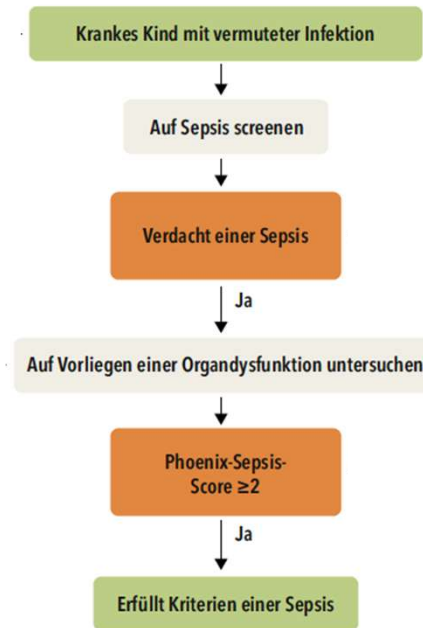 Krankes Kind mit vermuteter Infektion
Auf Sepsis screenen
Verdacht einer Sepsis
Ja
Auf Vorliegen einer Organdysfunktion untersuchen
Phoenix-Sepsis-
Score ≥2
Ja
Erfüllt Kriterien einer Sepsis